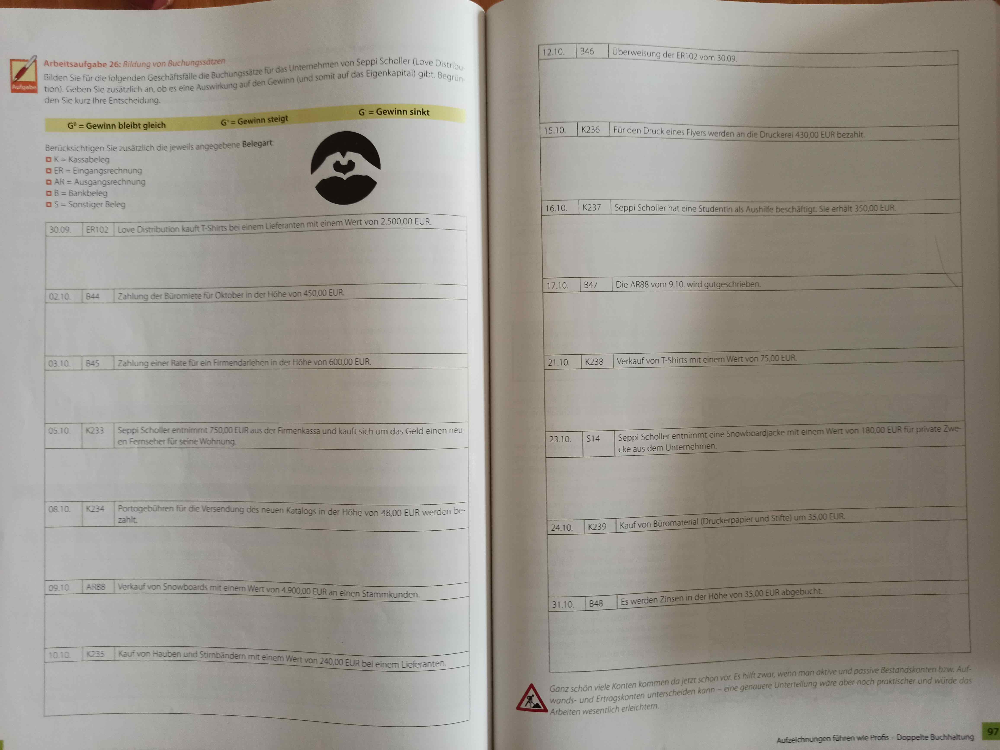 Arbeitsaufgabe 26: Bildung von Buchungssätzen
Bilden Sie für die folgenden Geschäftsfälle die Buchungssätze für das Unternehmen von Seppi Scholler (Love Distribu-
tion). Geben Sie zusätzlich an, ob es eine Auswirkung auf den Gewinn (und somit auf das Eigenkapital) gibt. Begrün-
den Sie kurz Ihre Entscheidung.
Aufgabe
G⁰ = Gewinn bleibt gleich G⁺ = Gewinn steigt G⁻ = Gewinn sinkt
Berücksichtigen Sie zusätzlich die jeweils angegebene Belegart:
K = Kassabeleg
ER = Eingangsrechnung
AR = Ausgangsrechnung
B = Bankbeleg
S = Sonstiger Beleg
30.09. ER102 Love Distribution kauft T-Shirts bei einem Lieferanten mit einem Wert von 2.500,00 EUR.
02.10. B44 Zahlung der Büromiete für Oktober in der Höhe von 450,00 EUR.
03.10. B45 Zahlung einer Rate für ein Firmendarlehen in der Höhe von 600,00 EUR.
05.10. K233 Seppi Scholler entnimmt 750,00 EUR aus der Firmenkassa und kauft sich um das Geld einen neu-
en Fernseher für seine Wohnung.
08.10. K234 Portogebühren für die Versendung des neuen Katalogs in der Höhe von 48,00 EUR werden be-
zahlt.
09.10. AR88 Verkauf von Snowboards mit einem Wert von 4.900,00 EUR an einen Stammkunden.
10.10. K235 Kauf von Hauben und Stirnbändern mit einem Wert von 240,00 EUR bei einem Lieferanten.
12.10. B46 Überweisung der ER102 vom 30.09.
15.10. K236 Für den Druck eines Flyers werden an die Druckerei 430,00 EUR bezahlt.
16.10. K237 Seppi Scholler hat eine Studentin als Aushilfe beschäftigt. Sie erhält 350,00 EUR.
17.10. B47 Die AR88 vom 9.10. wird gutgeschrieben.
21.10. K238 Verkauf von T-Shirts mit einem Wert von 75,00 EUR.
23.10. S14 Seppi Scholler entnimmt eine Snowboardjacke mit einem Wert von 180,00 EUR für private Zwe-
cke aus dem Unternehmen.
24.10. K239 Kauf von Büromaterial (Druckerpapier und Stifte) um 35,00 EUR.
31.10. B48 Es werden Zinsen in der Höhe von 35,00 EUR abgebucht.
Ganz schön viele Konten kommen da jetzt schon vor. Es hilft zwar, wenn man aktive und passive Bestandskonten bzw. Auf-
wands- und Ertragskonten unterscheiden kann – eine genauere Unterteilung wäre aber noch praktischer und würde das
Arbeiten wesentlich erleichtern.
Aufzeichnungen führen wie Profis – Doppelte Buchhaltung 97